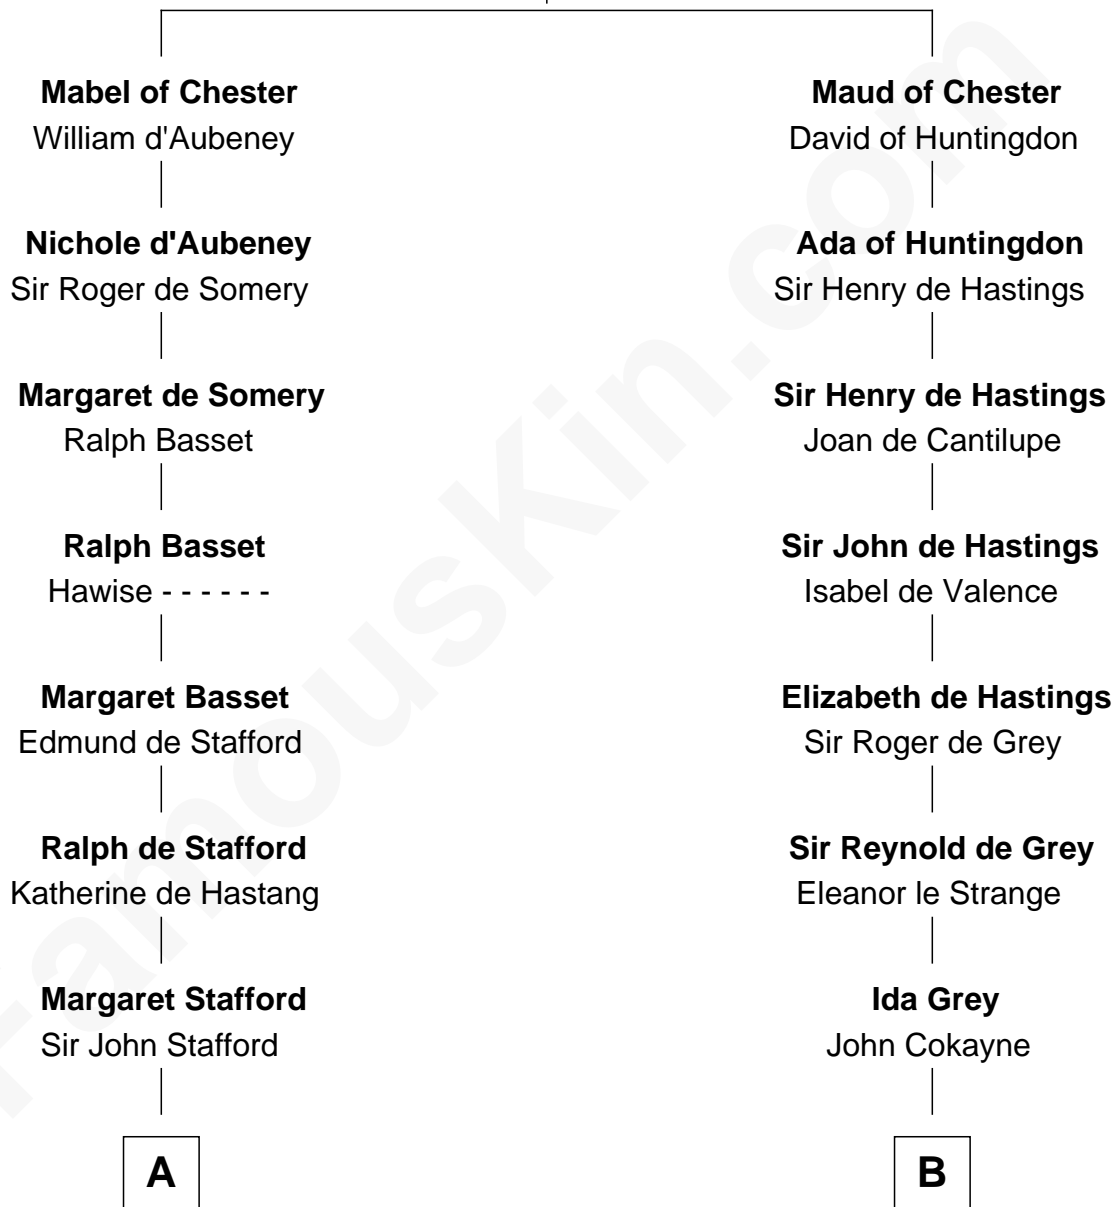 Mabel of Chester
William d'Aubeney
Nichole d'Aubeney
Sir Roger de Somery
Margaret de Somery
Ralph Basset
Ralph Basset
Hawise - - - - - -
Margaret Basset
Edmund de Stafford
Ralph de Stafford
Katherine de Hastang
Margaret Stafford
Sir John Stafford
A
Maud of Chester
David of Huntingdon
Ada of Huntingdon
Sir Henry de Hastings
Sir Henry de Hastings
Joan de Cantilupe
Sir John de Hastings
Isabel de Valence
Elizabeth de Hastings
Sir Roger de Grey
Sir Reynold de Grey
Eleanor le Strange
Ida Grey
John Cokayne
B
FamousKin.com